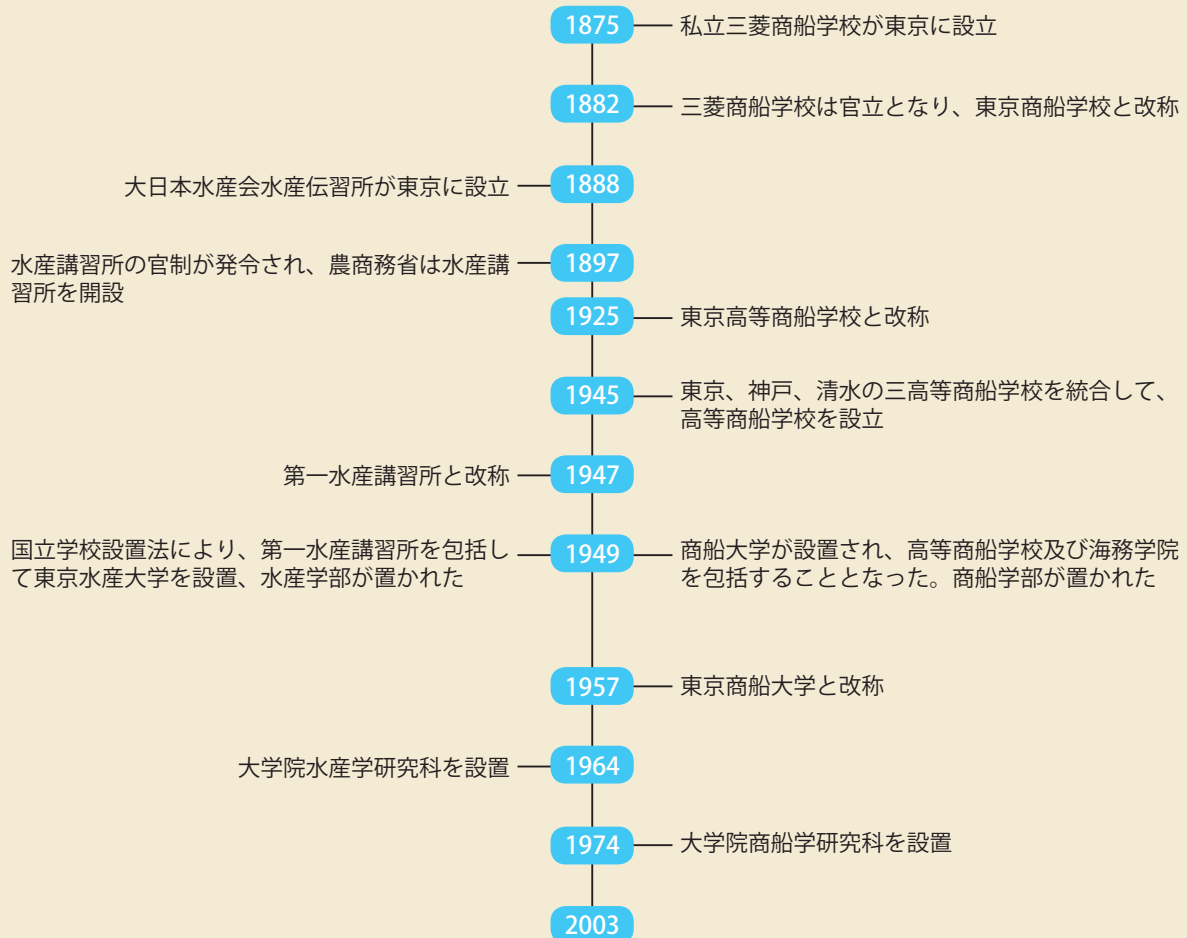 1875
私立三菱商船学校が東京に設立
1882
三菱商船学校は官立となり、東京商船学校と改称
大日本水産会水産伝習所が東京に設立
1888
水産講習所の官制が発令され、農商務省は水産講
習所を開設
1897
1925
東京高等商船学校と改称
1945
東京、神戸、清水の三高等商船学校を統合して、
高等商船学校を設立
第一水産講習所と改称
1947
国立学校設置法により、第一水産講習所を包括し
て東京水産大学を設置、水産学部が置かれた
1949
商船大学が設置され、高等商船学校及び海務学院
を包括することとなった。商船学部が置かれた
1957
東京商船大学と改称
大学院水産学研究科を設置
1964
1974
大学院商船学研究科を設置
2003